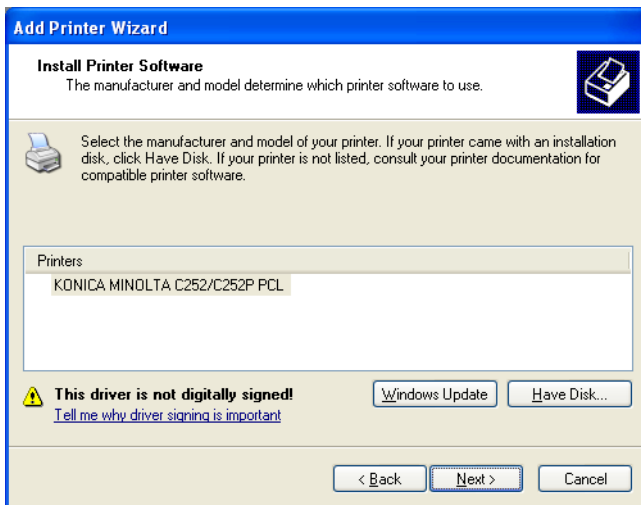 Add Printer Wizard
Install Printer Software
The manufacturer and model determine which printer software to use.
Select the manufacturer and model of your printer. If your printer came with an installation
disk, click Have Disk. If your printer is not listed, consult your printer documentation for
compatible printer software.
Printers
KONICA MINOLTA C252/C252P PCL
This driver is not digitally signed!
Tell me why driver signing is important
Windows Update
Have Disk...
< Back
Next >
Cancel